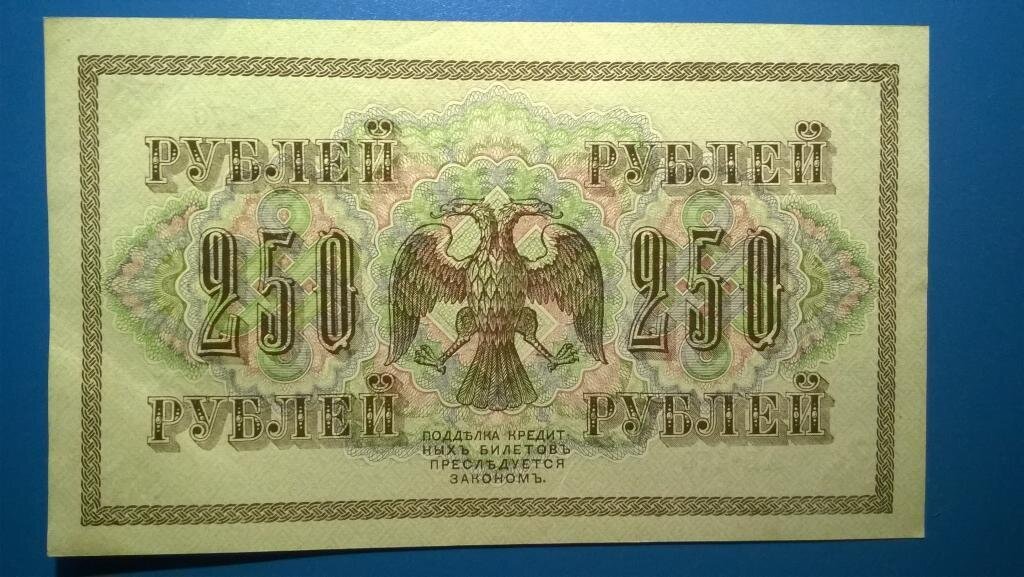 РУБЛЕЙ РУБЛЕЙ
250 250
РУБЛЕЙ РУБЛЕЙ
ПОДДѢЛКА КРЕДИТ-
НЫХЪ БИЛЕТОВЪ
ПРЕСЛѢДУЕТСЯ
ЗАКОНОМЪ.